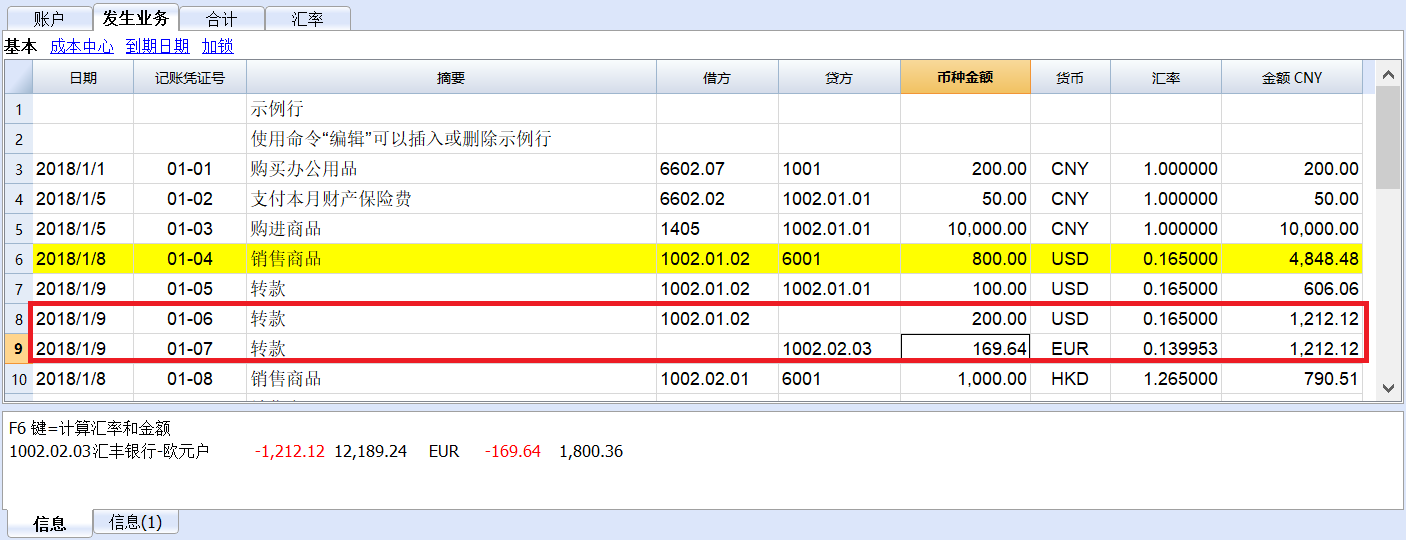 账户 发生业务 合计 汇率
基本 成本中心 到期日期 加锁
日期 记账凭证号 摘要 借方 贷方 币种金额 货币 汇率 金额 CNY
1 示例行
2 使用命令“编辑”可以插入或删除示例行
3 2018/1/1 01-01 购买办公用品 6602.07 1001 200.00 CNY 1.000000 200.00
4 2018/1/5 01-02 支付本月财产保险费 6602.02 1002.01.01 50.00 CNY 1.000000 50.00
5 2018/1/5 01-03 购进商品 1405 1002.01.01 10,000.00 CNY 1.000000 10,000.00
6 2018/1/8 01-04 销售商品 1002.01.02 6001 800.00 USD 0.165000 4,848.48
7 2018/1/9 01-05 转款 1002.01.02 1002.01.01 100.00 USD 0.165000 606.06
8 2018/1/9 01-06 转款 1002.01.02 200.00 USD 0.165000 1,212.12
9 2018/1/9 01-07 转款 1002.02.03 169.64 EUR 0.139953 1,212.12
10 2018/1/8 01-08 销售商品 1002.02.01 6001 1,000.00 HKD 1.265000 790.51
F6 键=计算汇率和金额
1002.02.03汇丰银行-欧元户 -1,212.12 12,189.24 EUR -169.64 1,800.36
信息 信息(1)